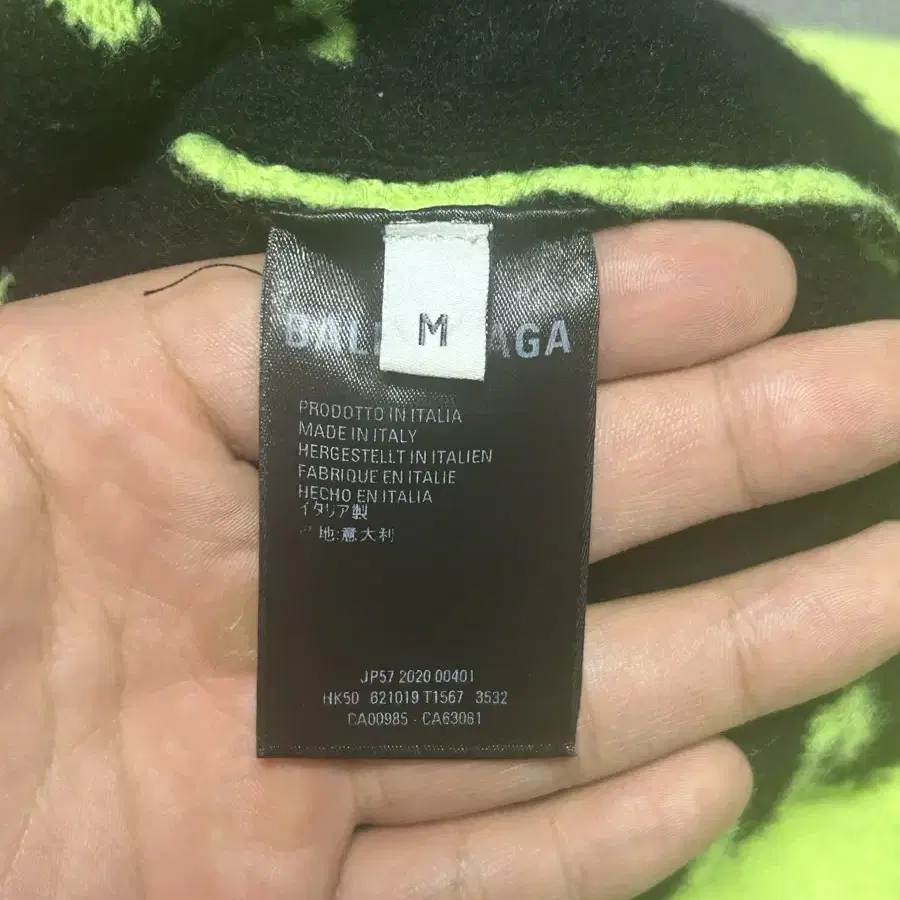 M
BAL AGA
PRODOTTO IN ITALIA
MADE IN ITALY
HERGESTELLT IN ITALIEN
FABRIQUE EN ITALIE
HECHO EN ITALIA
イタリア製
地:意大利
JP57 2020 00401
HK50 621019 T1567 3532
CA00985 - CA63081